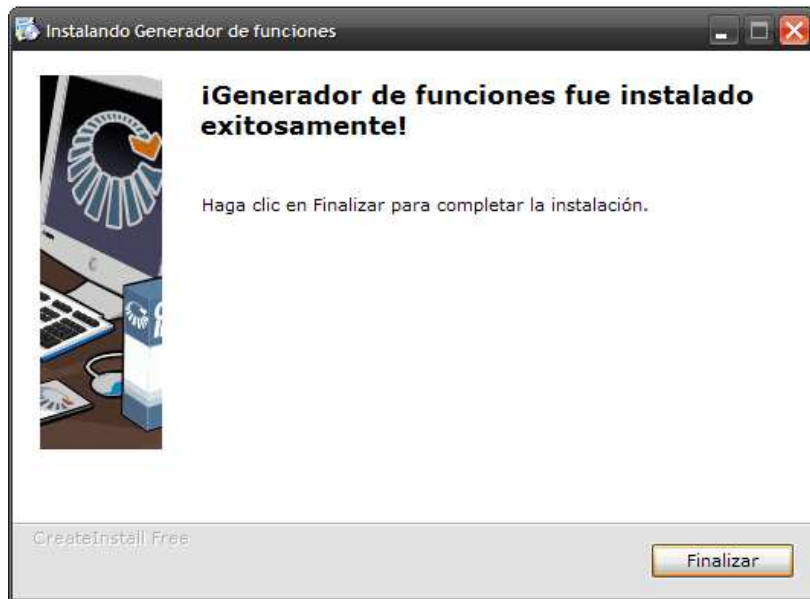 Instalando Generador de funciones
¡Generador de funciones fue instalado
exitosamente!
Haga clic en Finalizar para completar la instalación.
CreateInstall Free
Finalizar